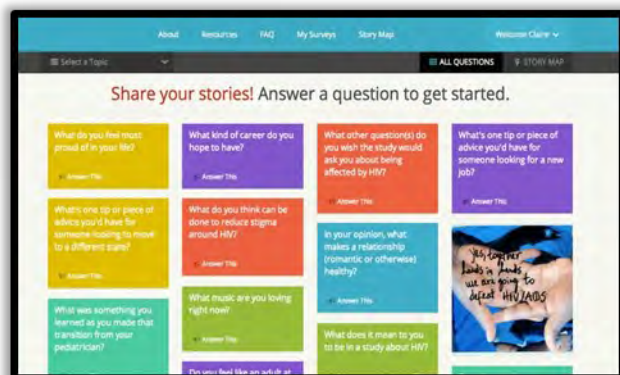 About Resources FAQ My Surveys Story Map Welcome Claire
Select a Topic ALL QUESTIONS STORY MAP
Share your stories! Answer a question to get started.
What do you feel most
proud of in your life?
Answer This
What's one tip or piece of
advice you'd have for
someone looking to move
to a different state?
Answer This
What was something you
learned as you made that
transition from your
pediatrician?
What kind of career do you
hope to have?
Answer This
What do you think can be
done to reduce stigma
around HIV?
Answer This
What music are you loving
right now?
Answer This
Do you feel like an adult at
What other question(s) do
you wish the study would
ask you about being
affected by HIV?
Answer This
In your opinion, what
makes a relationship
(romantic or otherwise)
healthy?
Answer This
What does it mean to you
to be in a study about HIV?
What's one tip or piece of
advice you'd have for
someone looking for a new
job?
Answer This
yes, together
hands in hands
we are going to
defeat HIV/AIDS